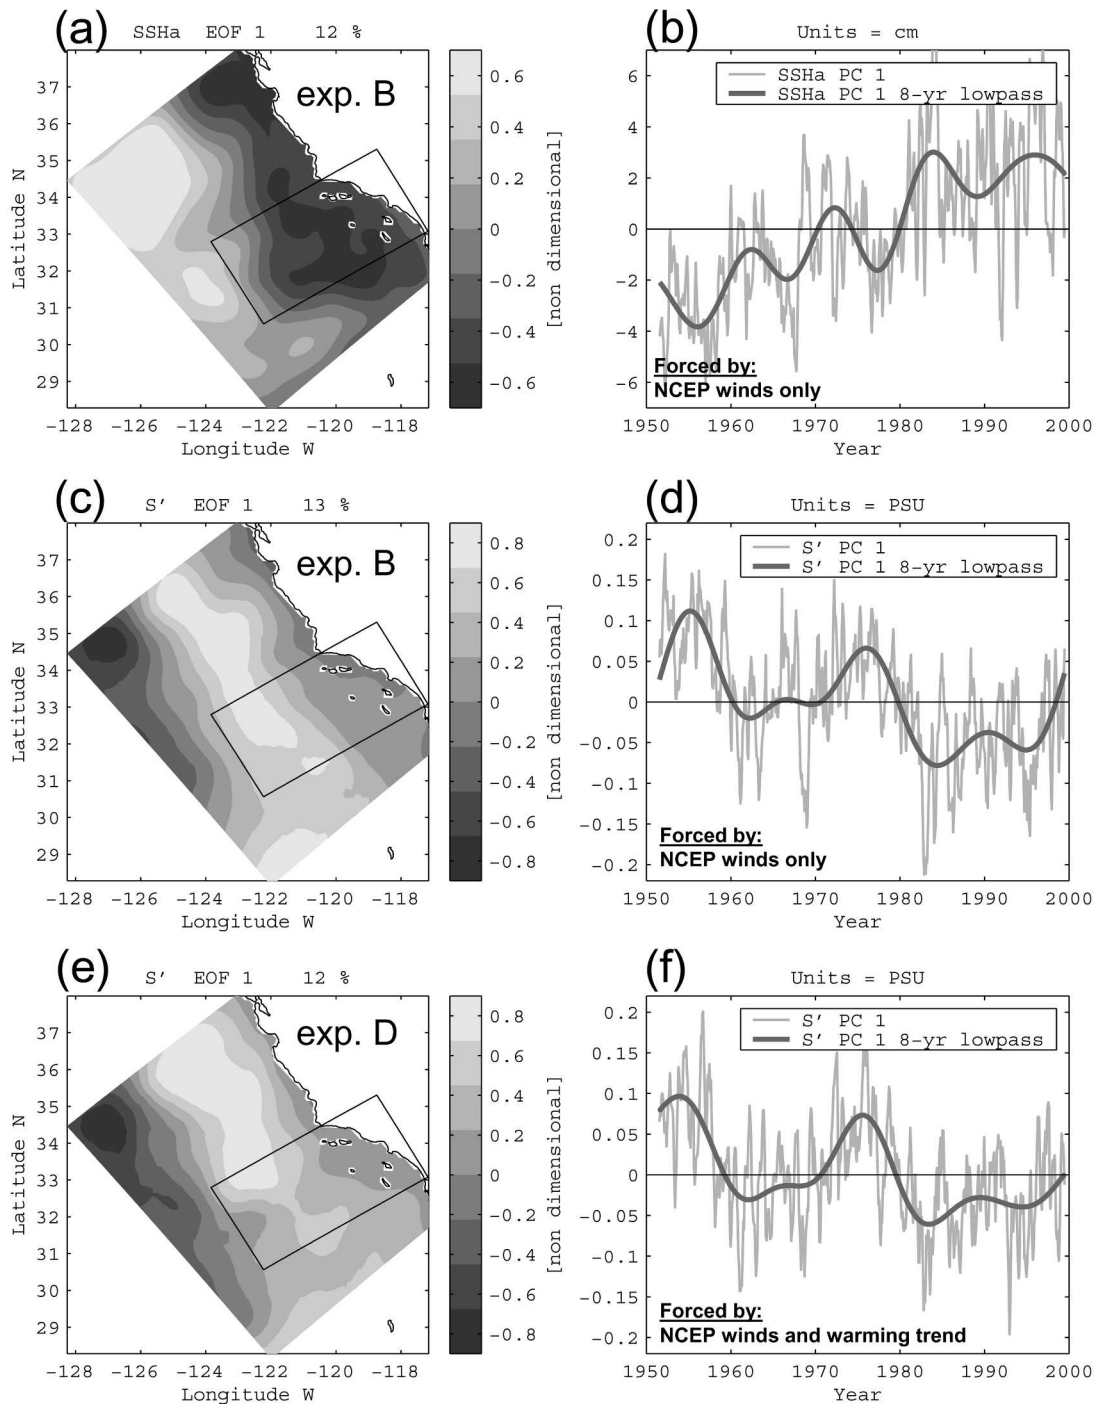 (a) SSHa EOF 1 12 %
exp. B
0.6
0.4
0.2
0
-0.2
-0.4
-0.6
[non dimensional]
37
36
35
34
33
32
31
30
29
Latitude N
-128 -126 -124 -122 -120 -118
Longitude W
(b) Units = cm
SSHa PC 1
SSHa PC 1 8-yr lowpass
6
4
2
0
-2
-4
-6
Forced by:
NCEP winds only
1950 1960 1970 1980 1990 2000
Year
(c) S' EOF 1 13 %
exp. B
0.8
0.6
0.4
0.2
0
-0.2
-0.4
-0.6
-0.8
[non dimensional]
37
36
35
34
33
32
31
30
29
Latitude N
-128 -126 -124 -122 -120 -118
Longitude W
(d) Units = PSU
S' PC 1
S' PC 1 8-yr lowpass
0.2
0.15
0.1
0.05
0
-0.05
-0.1
-0.15
-0.2
Forced by:
NCEP winds only
1950 1960 1970 1980 1990 2000
Year
(e) S' EOF 1 12 %
exp. D
0.8
0.6
0.4
0.2
0
-0.2
-0.4
-0.6
-0.8
[non dimensional]
37
36
35
34
33
32
31
30
29
Latitude N
-128 -126 -124 -122 -120 -118
Longitude W
(f) Units = PSU
S' PC 1
S' PC 1 8-yr lowpass
0.2
0.15
0.1
0.05
0
-0.05
-0.1
-0.15
-0.2
Forced by:
NCEP winds and warming trend
1950 1960 1970 1980 1990 2000
Year